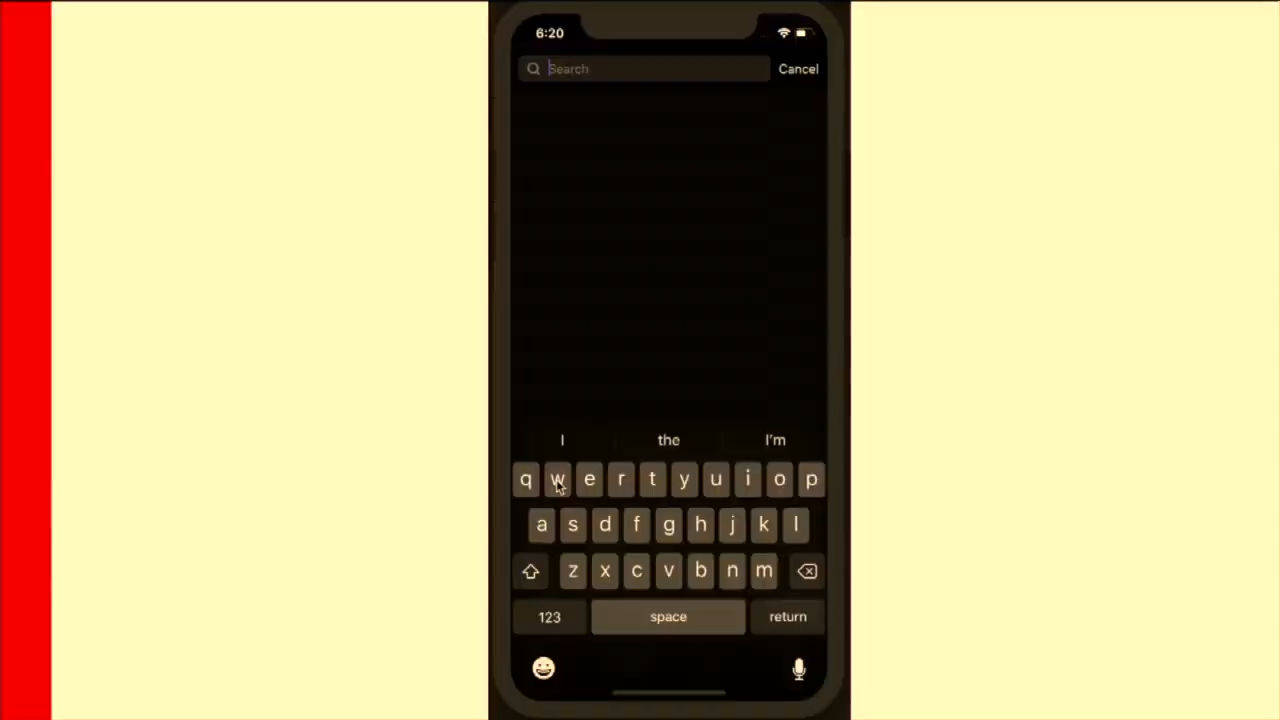 6:20
Search Cancel
I the I'm
q w e r t y u i o p
a s d f g h j k l
z x c v b n m
123 space return